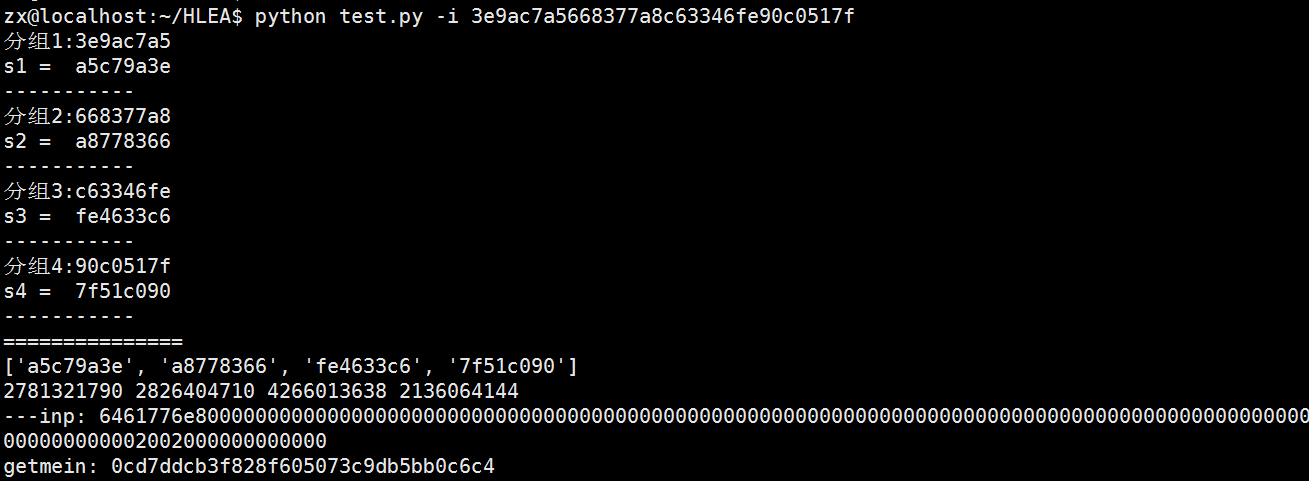 zx@localhost:~/HLEA$ python test.py -i 3e9ac7a5668377a8c63346fe90c0517f
分组1:3e9ac7a5
s1 =  a5c79a3e
-----------
分组2:668377a8
s2 =  a8778366
-----------
分组3:c63346fe
s3 =  fe4633c6
-----------
分组4:90c0517f
s4 =  7f51c090
-----------
===============
['a5c79a3e', 'a8778366', 'fe4633c6', '7f51c090']
2781321790 2826404710 4266013638 2136064144
---inp: 6461776e800000000000000000000000000000000000000000000000000000000000000000000000000000000000000000000
000000000002002000000000000
getmein: 0cd7ddcb3f828f605073c9db5bb0c6c4